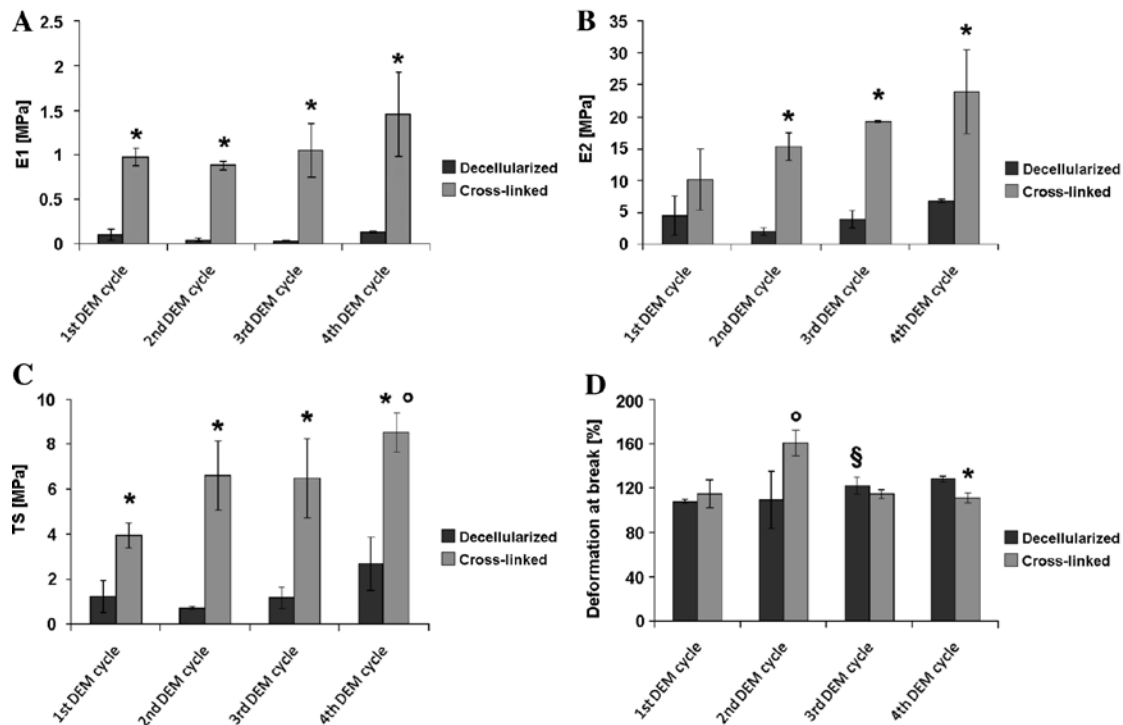 A
E1 [MPa]
2.5
2
1.5
1
0.5
0
*
*
*
*
1st DEM cycle
2nd DEM cycle
3rd DEM cycle
4th DEM cycle
Decellularized
Cross-linked
B
E2 [MPa]
35
30
25
20
15
10
5
0
*
*
*
1st DEM cycle
2nd DEM cycle
3rd DEM cycle
4th DEM cycle
Decellularized
Cross-linked
C
TS [MPa]
10
8
6
4
2
0
*
*
*
* °
1st DEM cycle
2nd DEM cycle
3rd DEM cycle
4th DEM cycle
Decellularized
Cross-linked
D
Deformation at break [%]
200
160
120
80
40
0
°
§
*
1st DEM cycle
2nd DEM cycle
3rd DEM cycle
4th DEM cycle
Decellularized
Cross-linked